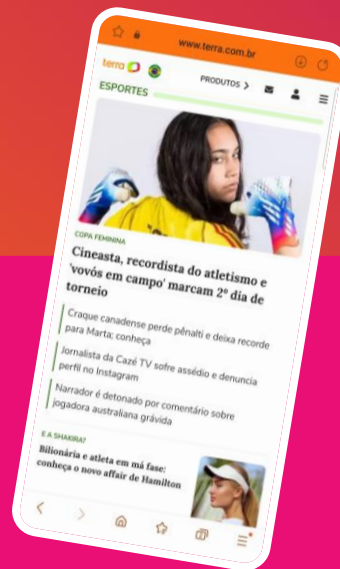 www.terra.com.br
terra
PRODUTOS
ESPORTES
COPA FEMININA
Cineasta, recordista do atletismo e
'vovós em campo' marcam 2º dia de
torneio
Craque canadense perde pênalti e deixa recorde
para Marta; conheça
Jornalista da Cazé TV sofre assédio e denuncia
perfil no Instagram
Narrador é detonado por comentário sobre
jogadora australiana grávida
E A SHAKIRA?
Bilionária e atleta em má fase:
conheça o novo affair de Hamilton